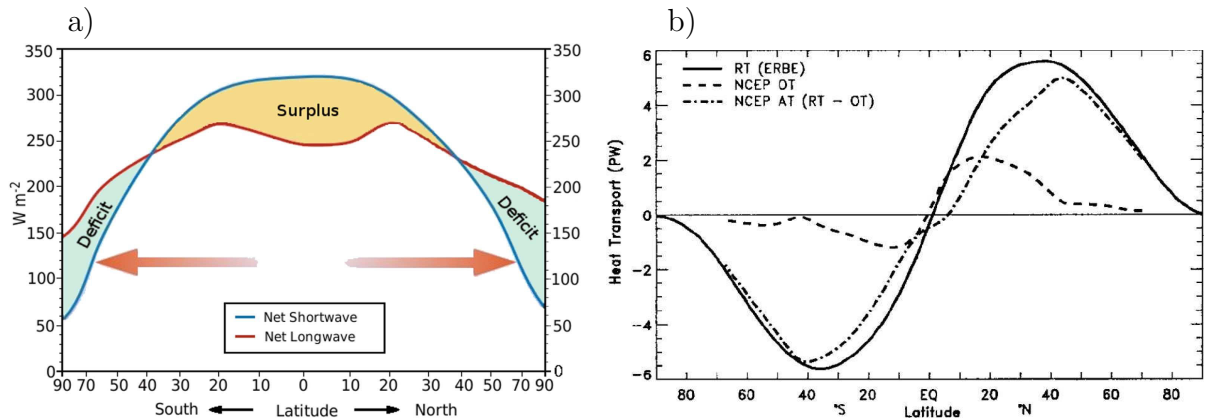 a)
W m-2
350
300
250
200
150
100
50
0
350
300
250
200
150
100
50
0
Surplus
Deficit
Deficit
Net Shortwave
Net Longwave
90 70 50 40 30 20 10 0 10 20 30 40 50 70 90
South Latitude North
b)
RT (ERBE)
NCEP OT
NCEP AT (RT - OT)
Heat Transport (PW)
6
4
2
0
-2
-4
-6
80 60 40 20 EQ 20 40 60 80
°S Latitude °N